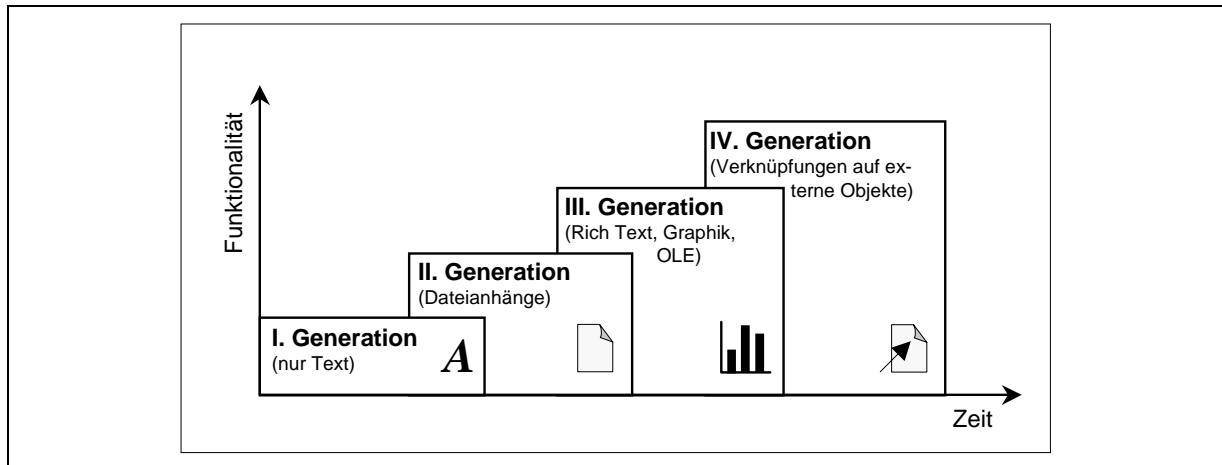 Funktionalität
IV. Generation
(Verknüpfungen auf ex-
terne Objekte)
III. Generation
(Rich Text, Graphik,
OLE)
II. Generation
(Dateianhänge)
I. Generation
(nur Text)
A
Zeit